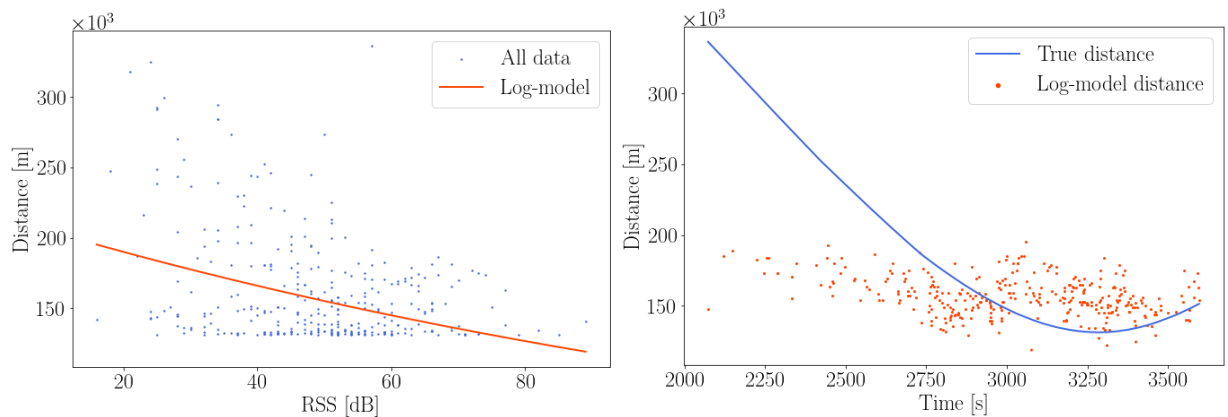 ×10³
All data
Log-model
300
250
200
150
Distance [m]
20
40
60
80
RSS [dB]
×10³
True distance
Log-model distance
300
250
200
150
Distance [m]
2000
2250
2500
2750
3000
3250
3500
Time [s]